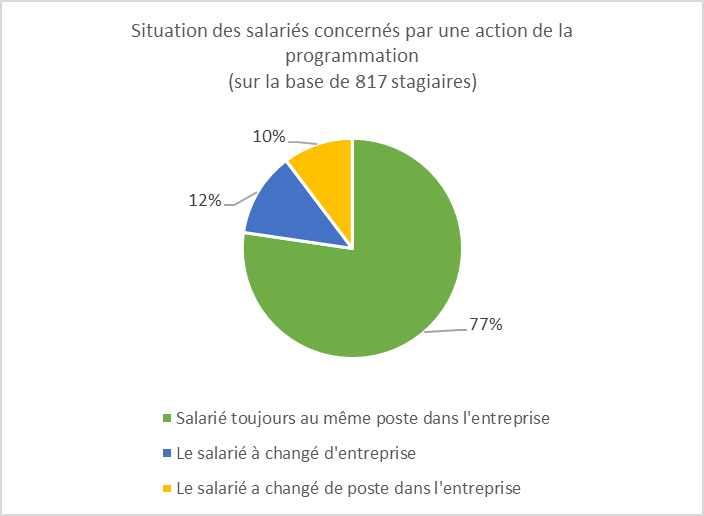 Situation des salariés concernés par une action de la
programmation
(sur la base de 817 stagiaires)
10%
12%
77%
Salarié toujours au même poste dans l'entreprise
Le salarié à changé d'entreprise
Le salarié a changé de poste dans l'entreprise